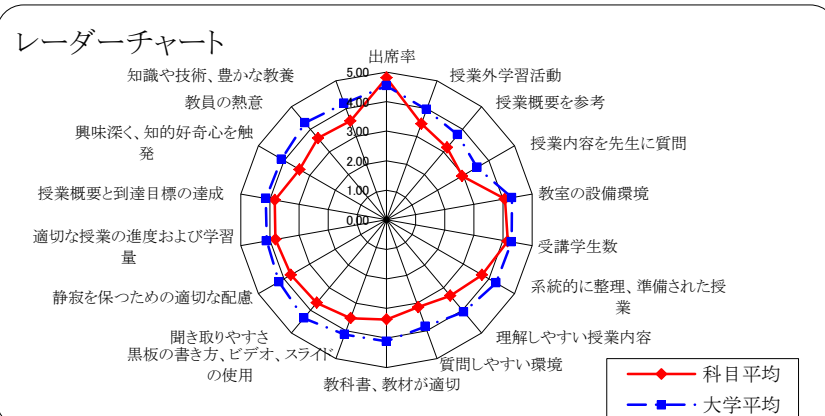 レーダーチャート
出席率
授業外学習活動
授業概要を参考
授業内容を先生に質問
教室の設備環境
受講学生数
系統的に整理、準備された授
業
理解しやすい授業内容
質問しやすい環境
教科書、教材が適切
黒板の書き方、ビデオ、スライド
の使用
聞き取りやすさ
静寂を保つための適切な配慮
適切な授業の進度および学習
量
授業概要と到達目標の達成
興味深く、知的好奇心を触
発
教員の熱意
知識や技術、豊かな教養
5.00
4.00
3.00
2.00
1.00
0.00
科目平均
大学平均